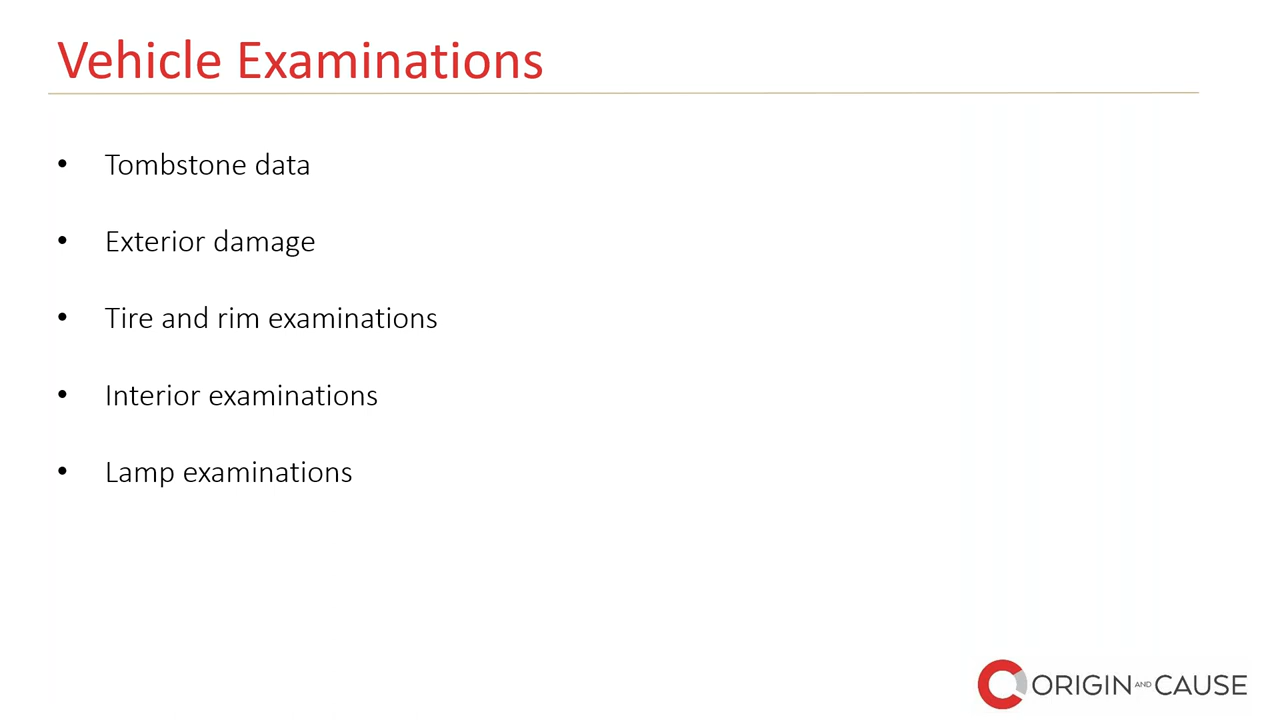 Vehicle Examinations
• Tombstone data
• Exterior damage
• Tire and rim examinations
• Interior examinations
• Lamp examinations
ORIGIN AND CAUSE